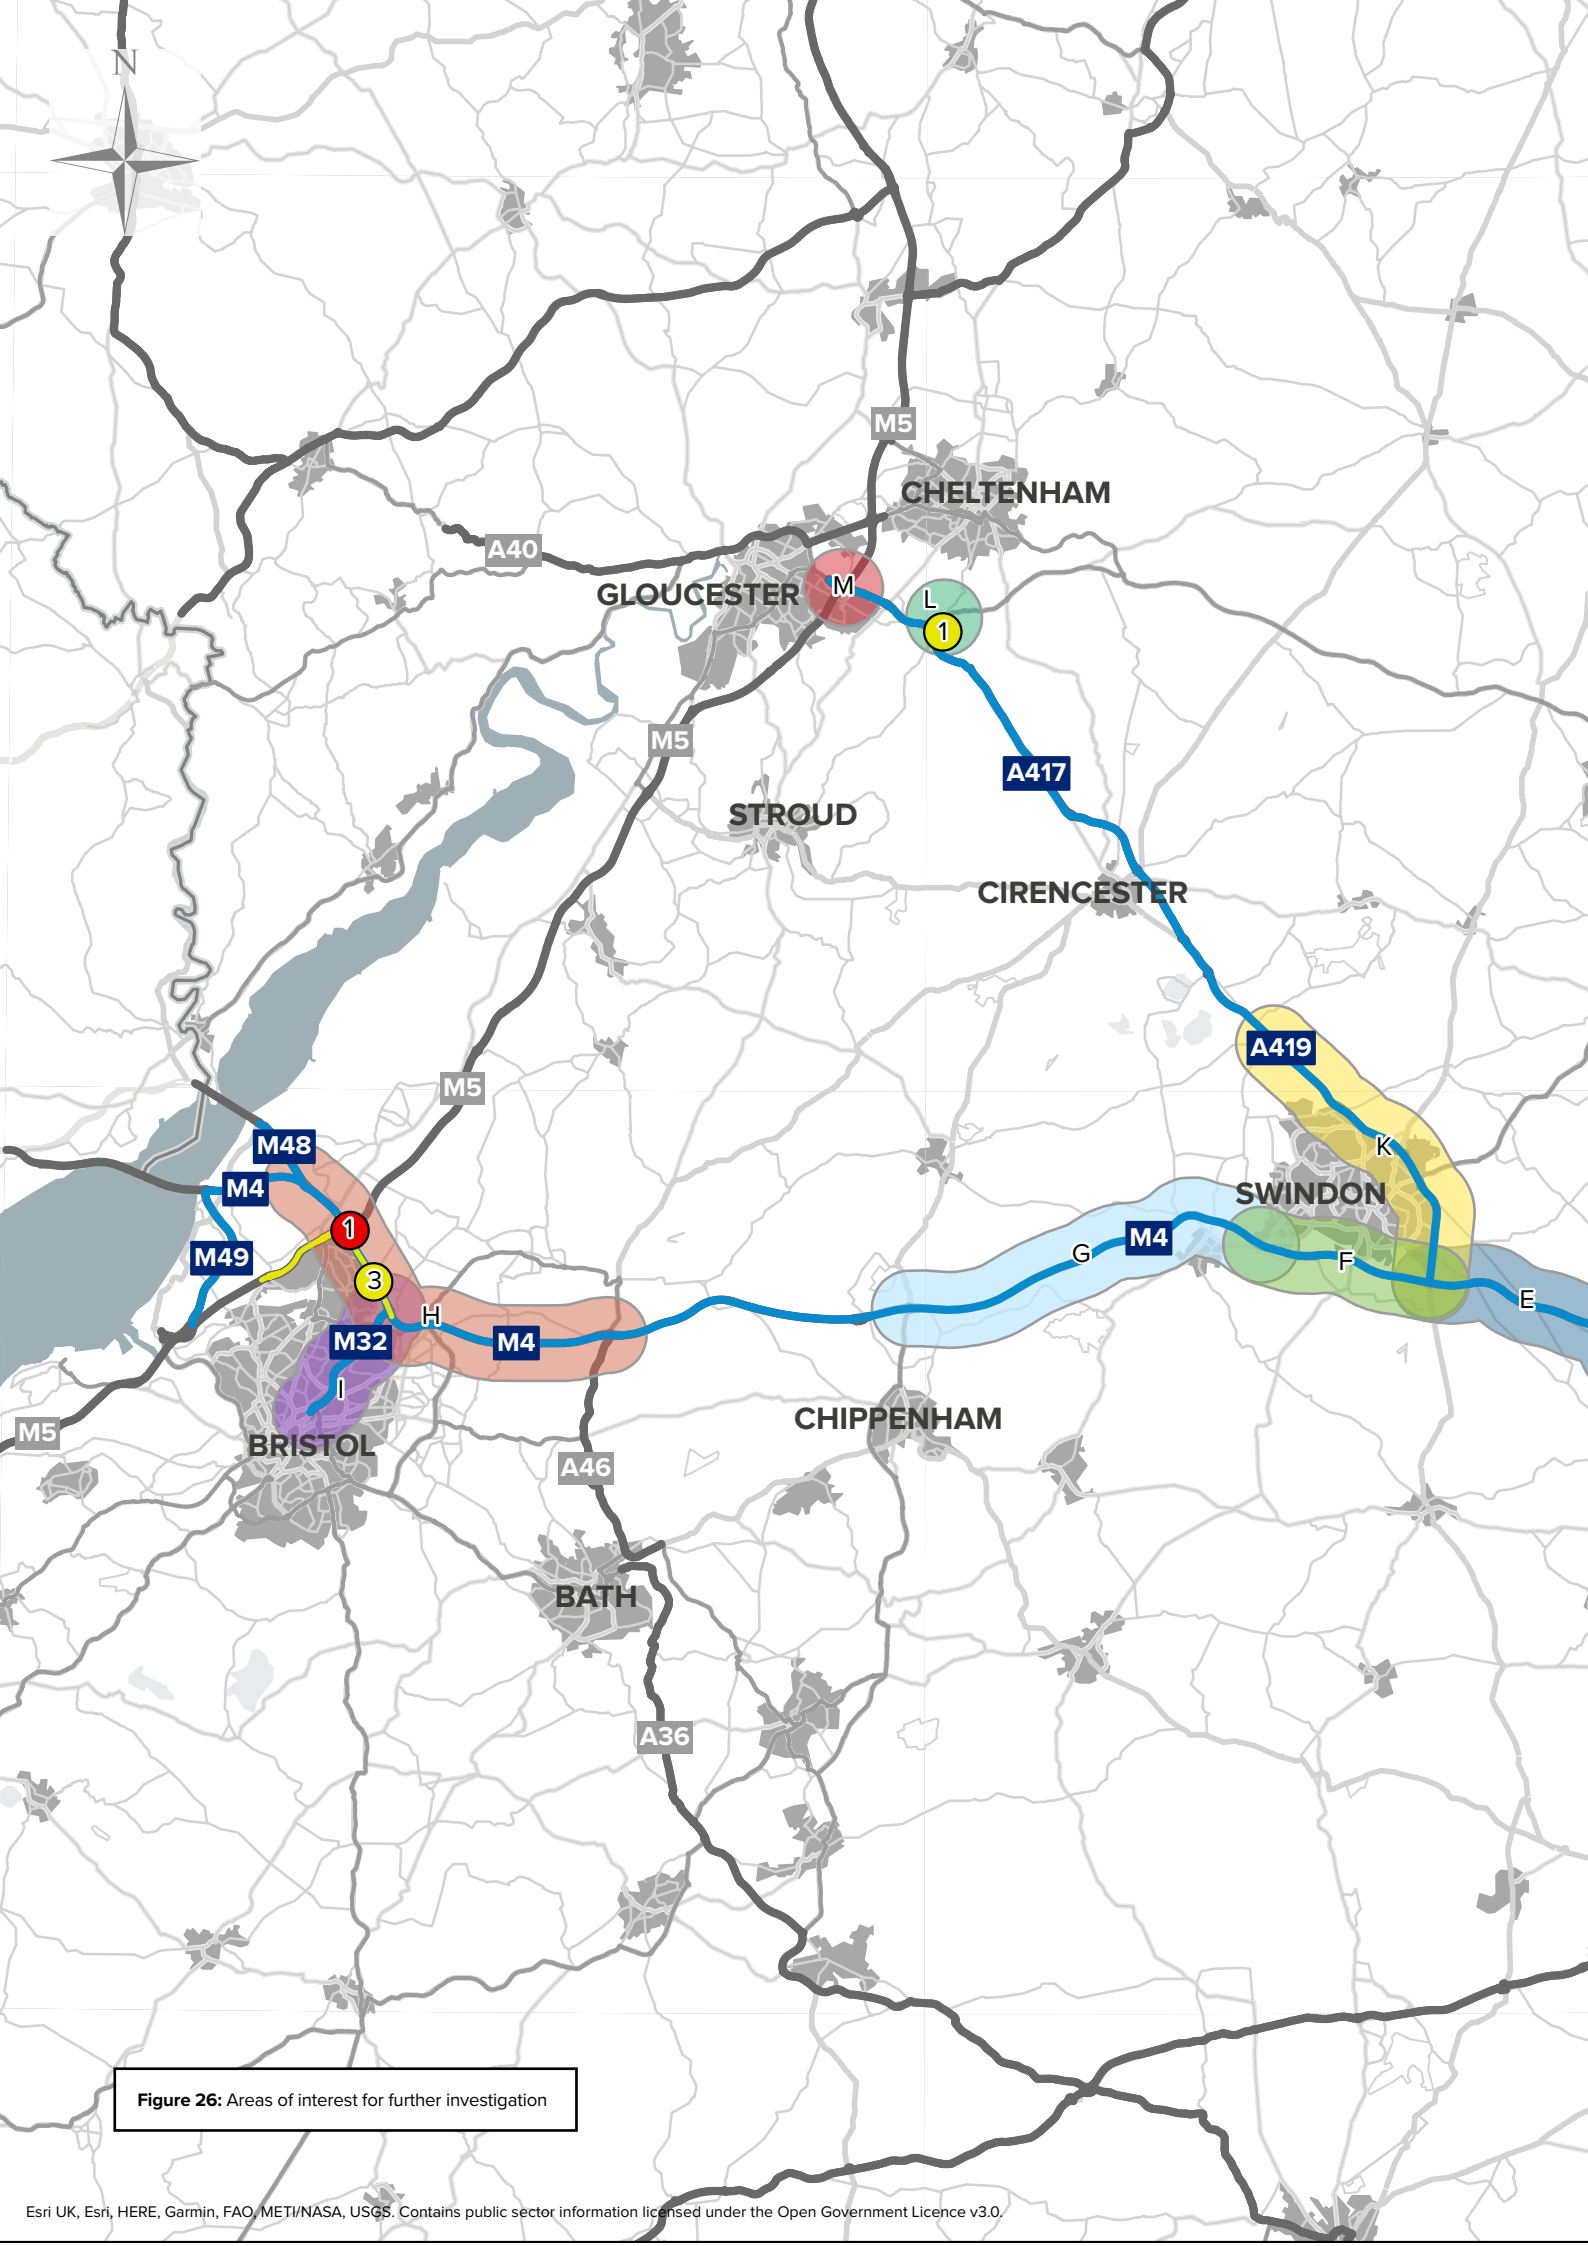 N
M5
CHELTENHAM
A40
GLOUCESTER
M
L
1
M5
A417
STROUD
CIRENCESTER
A419
M5
M48
K
M4
SWINDON
1
M49
M4
G
F
3
E
H
M32
M4
I
CHIPPENHAM
M5
BRISTOL
A46
BATH
A36
Figure 26: Areas of interest for further investigation
Esri UK, Esri, HERE, Garmin, FAO, METI/NASA, USGS. Contains public sector information licensed under the Open Government Licence v3.0.